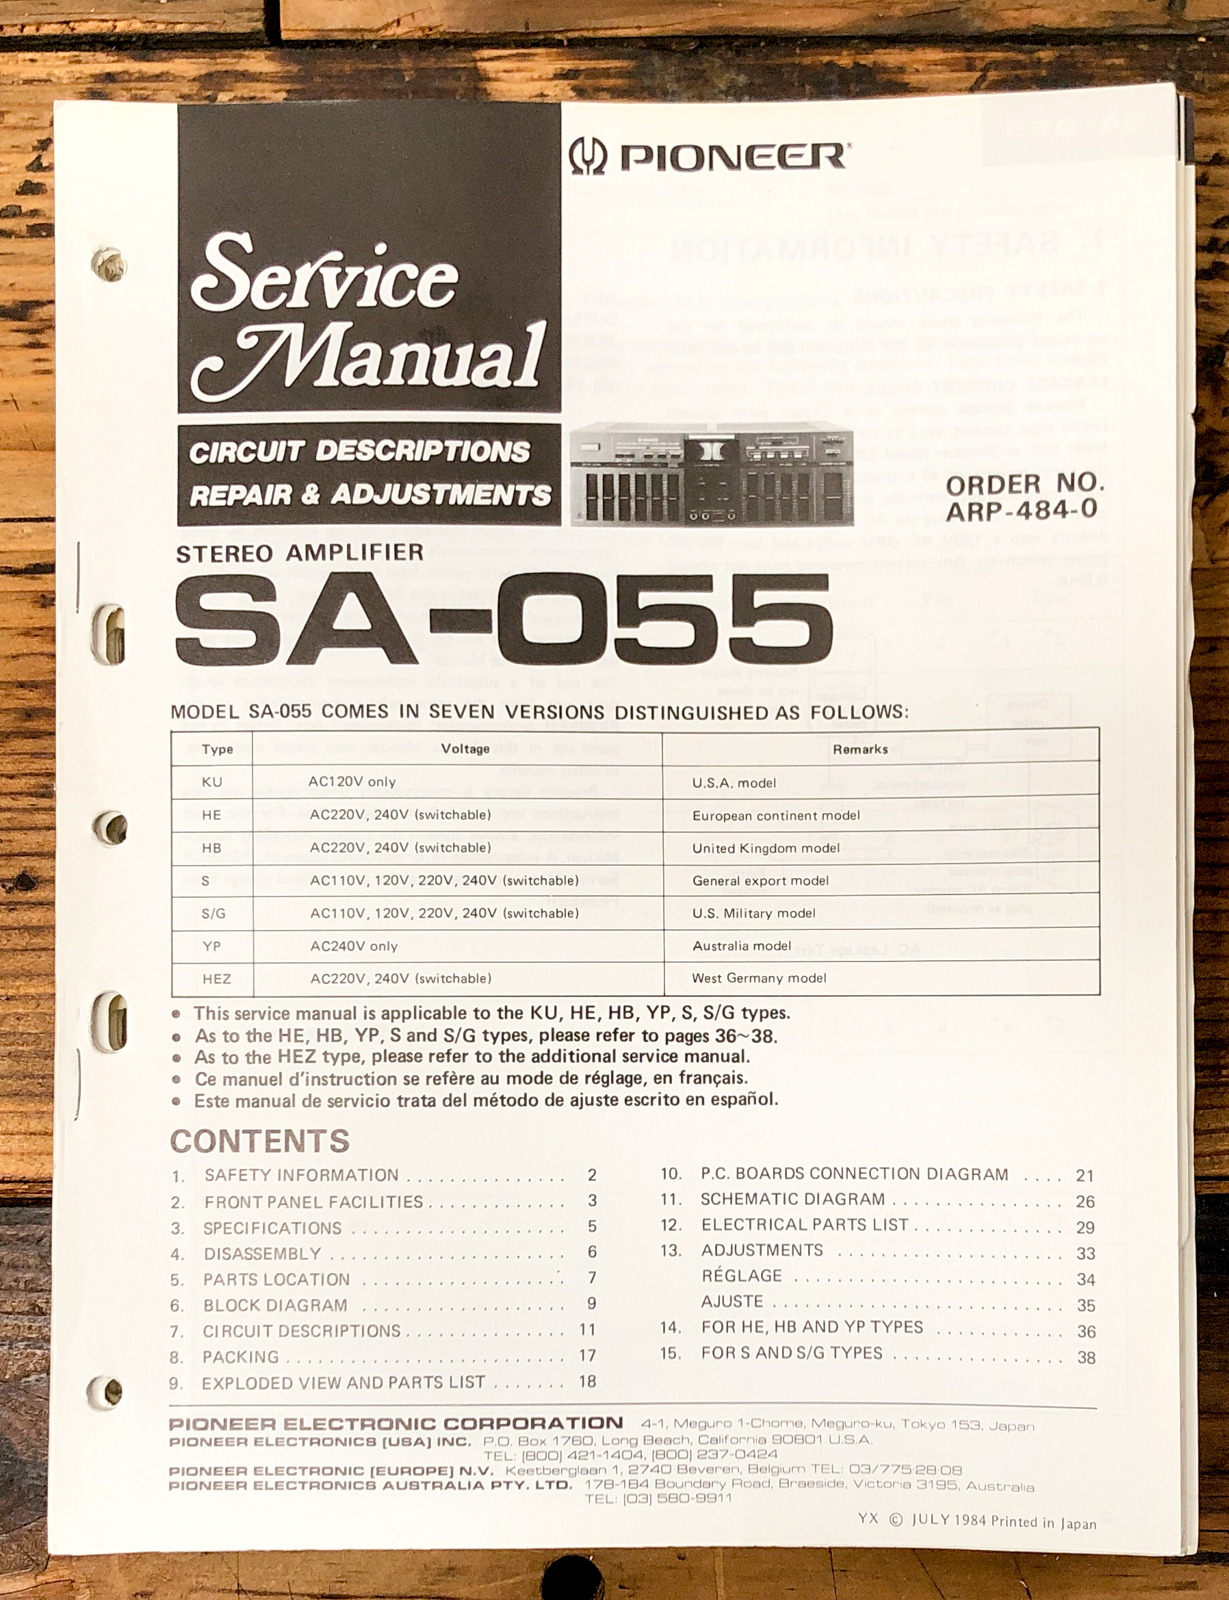 PIONEER
Service
Manual
CIRCUIT DESCRIPTIONS
REPAIR & ADJUSTMENTS
ORDER NO.
ARP-484-0
STEREO AMPLIFIER
SA-055
MODEL SA-055 COMES IN SEVEN VERSIONS DISTINGUISHED AS FOLLOWS:
Type Voltage Remarks
KU AC120V only U.S.A. model
HE AC220V, 240V (switchable) European continent model
HB AC220V, 240V (switchable) United Kingdom model
S AC110V, 120V, 220V, 240V (switchable) General export model
S/G AC110V, 120V, 220V, 240V (switchable) U.S. Military model
YP AC240V only Australia model
HEZ AC220V, 240V (switchable) West Germany model
• This service manual is applicable to the KU, HE, HB, YP, S, S/G types.
• As to the HE, HB, YP, S and S/G types, please refer to pages 36~38.
• As to the HEZ type, please refer to the additional service manual.
• Ce manuel d'instruction se refère au mode de réglage, en français.
• Este manual de servicio trata del método de ajuste escrito en español.
CONTENTS
1. SAFETY INFORMATION . . . . . . . . . . . . . . . 2
2. FRONT PANEL FACILITIES . . . . . . . . . . . . . 3
3. SPECIFICATIONS . . . . . . . . . . . . . . . . . . . . 5
4. DISASSEMBLY . . . . . . . . . . . . . . . . . . . . . . 6
5. PARTS LOCATION . . . . . . . . . . . . . . . . . . . 7
6. BLOCK DIAGRAM . . . . . . . . . . . . . . . . . . . 9
7. CIRCUIT DESCRIPTIONS . . . . . . . . . . . . . . . 11
8. PACKING . . . . . . . . . . . . . . . . . . . . . . . . . . 17
9. EXPLODED VIEW AND PARTS LIST . . . . . . . 18
10. P.C. BOARDS CONNECTION DIAGRAM . . . . 21
11. SCHEMATIC DIAGRAM . . . . . . . . . . . . . . . . 26
12. ELECTRICAL PARTS LIST . . . . . . . . . . . . . . 29
13. ADJUSTMENTS . . . . . . . . . . . . . . . . . . . . . 33
RÉGLAGE . . . . . . . . . . . . . . . . . . . . . . . . . 34
AJUSTE . . . . . . . . . . . . . . . . . . . . . . . . . . . 35
14. FOR HE, HB AND YP TYPES . . . . . . . . . . . . 36
15. FOR S AND S/G TYPES . . . . . . . . . . . . . . . . 38
PIONEER ELECTRONIC CORPORATION 4-1, Meguro 1-Chome, Meguro-ku, Tokyo 153, Japan
PIONEER ELECTRONICS [USA] INC. P.O. Box 1760, Long Beach, California 90801 U.S.A.
TEL: [800] 421-1404, [800] 237-0424
PIONEER ELECTRONIC [EUROPE] N.V. Keetberglaan 1, 2740 Beveren, Belgium TEL: 03/775·28·08
PIONEER ELECTRONICS AUSTRALIA PTY. LTD. 178-184 Boundary Road, Braeside, Victoria 3195, Australia
TEL: [03] 580-9911
YX © JULY 1984 Printed in Japan